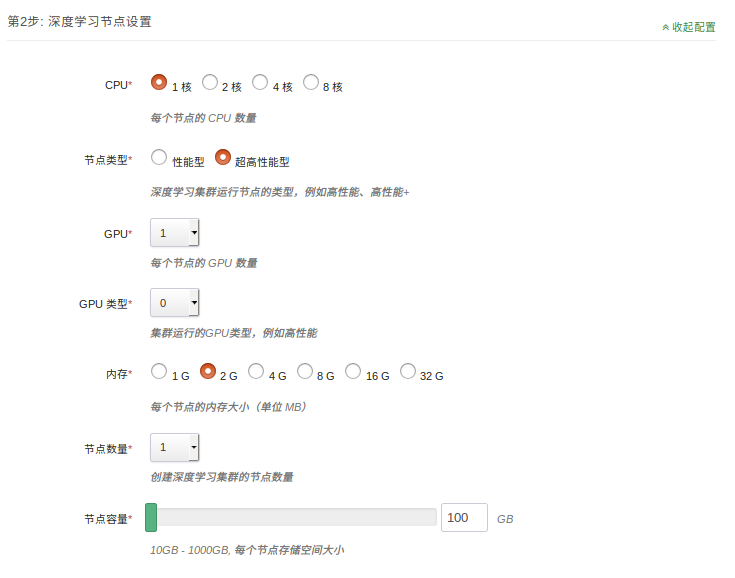 第2步: 深度学习节点设置
收起配置
CPU* 1 核 2 核 4 核 8 核
每个节点的 CPU 数量
节点类型* 性能型 超高性能型
深度学习集群运行节点的类型，例如高性能、高性能+
GPU* 1
每个节点的 GPU 数量
GPU 类型* 0
集群运行的GPU类型，例如高性能
内存* 1 G 2 G 4 G 8 G 16 G 32 G
每个节点的内存大小（单位 MB）
节点数量* 1
创建深度学习集群的节点数量
节点容量* 100 GB
10GB - 1000GB, 每个节点存储空间大小